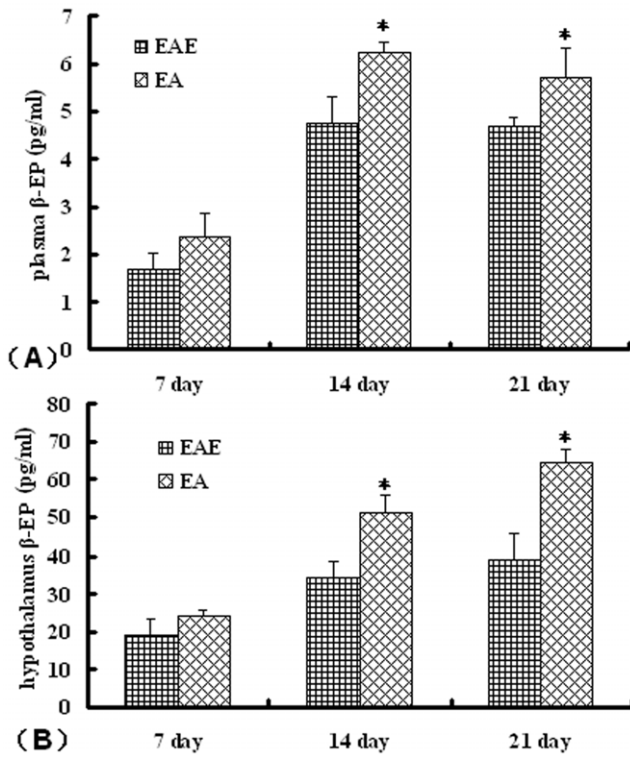 7
6
5
4
3
2
1
0
plasma β-EP (pg/ml)
EAE
EA
*
*
(A)
7 day
14 day
21 day
80
70
60
50
40
30
20
10
0
hypothalamus β-EP (pg/ml)
EAE
EA
*
*
(B)
7 day
14 day
21 day